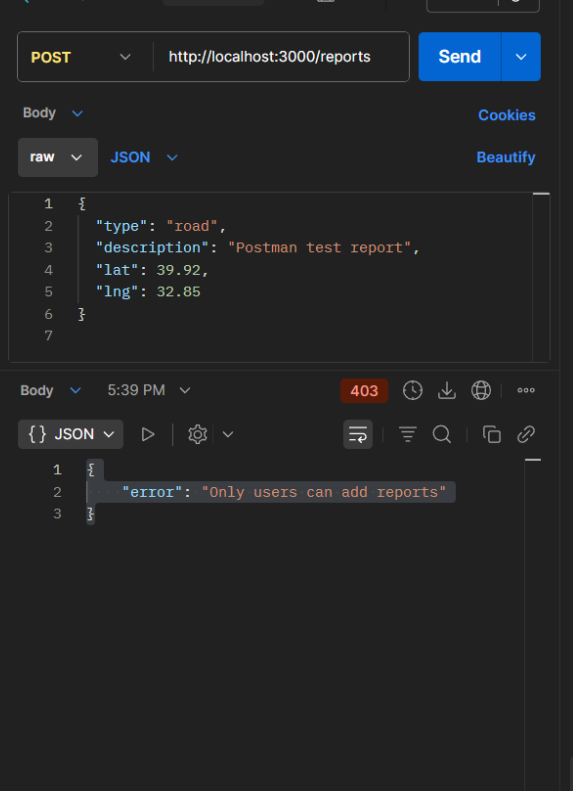 POST
http://localhost:3000/reports
Send
Body
Cookies
raw
JSON
Beautify
1 {
2 "type": "road",
3 "description": "Postman test report",
4 "lat": 39.92,
5 "lng": 32.85
6 }
7
Body
5:39 PM
403
{} JSON
1 {
2 "error": "Only users can add reports"
3 }